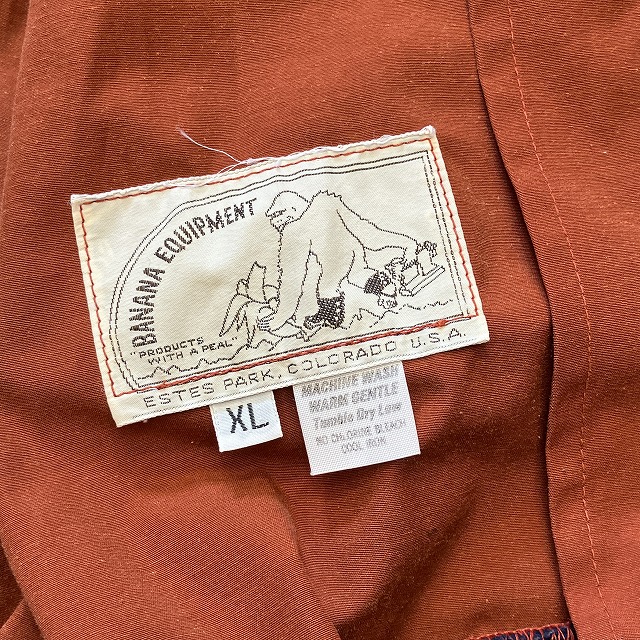 BANANA EQUIPMENT
"PRODUCTS
WITH A PEAL"
ESTES PARK, COLORADO U.S.A.
XL
MACHINE WASH
WARM GENTLE
Tumble Dry Low
NO CHLORINE BLEACH
COOL IRON